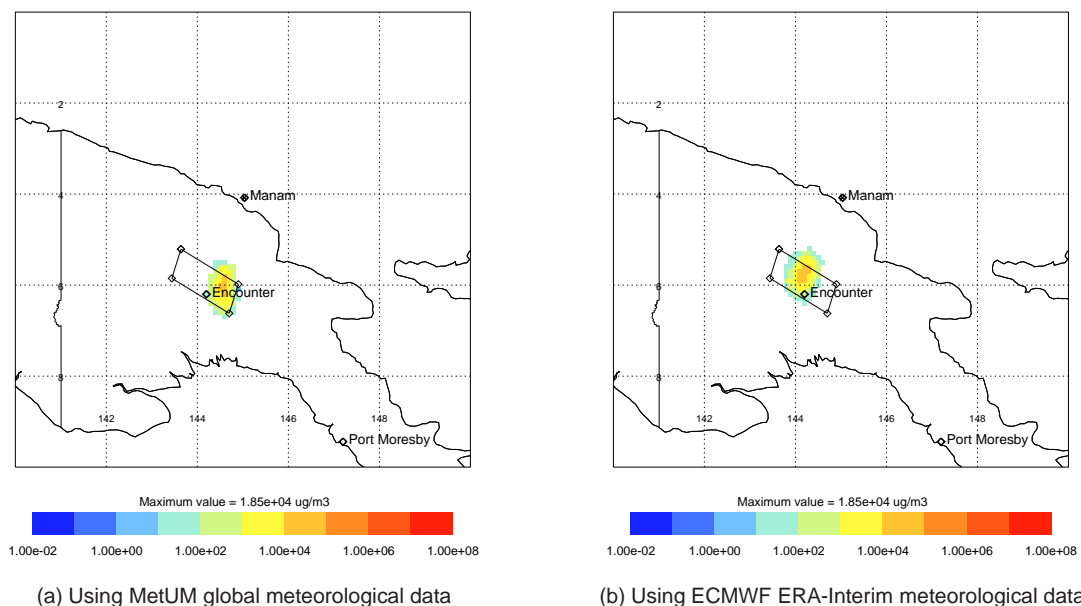 2
Manam
4
6
Encounter
8
142 144 146 148
Port Moresby
Maximum value = 1.85e+04 ug/m3
1.00e-02 1.00e+00 1.00e+02 1.00e+04 1.00e+06 1.00e+08
(a) Using MetUM global meteorological data
2
Manam
4
6
Encounter
8
142 144 146 148
Port Moresby
Maximum value = 1.85e+04 ug/m3
1.00e-02 1.00e+00 1.00e+02 1.00e+04 1.00e+06 1.00e+08
(b) Using ECMWF ERA-Interim meteorological data